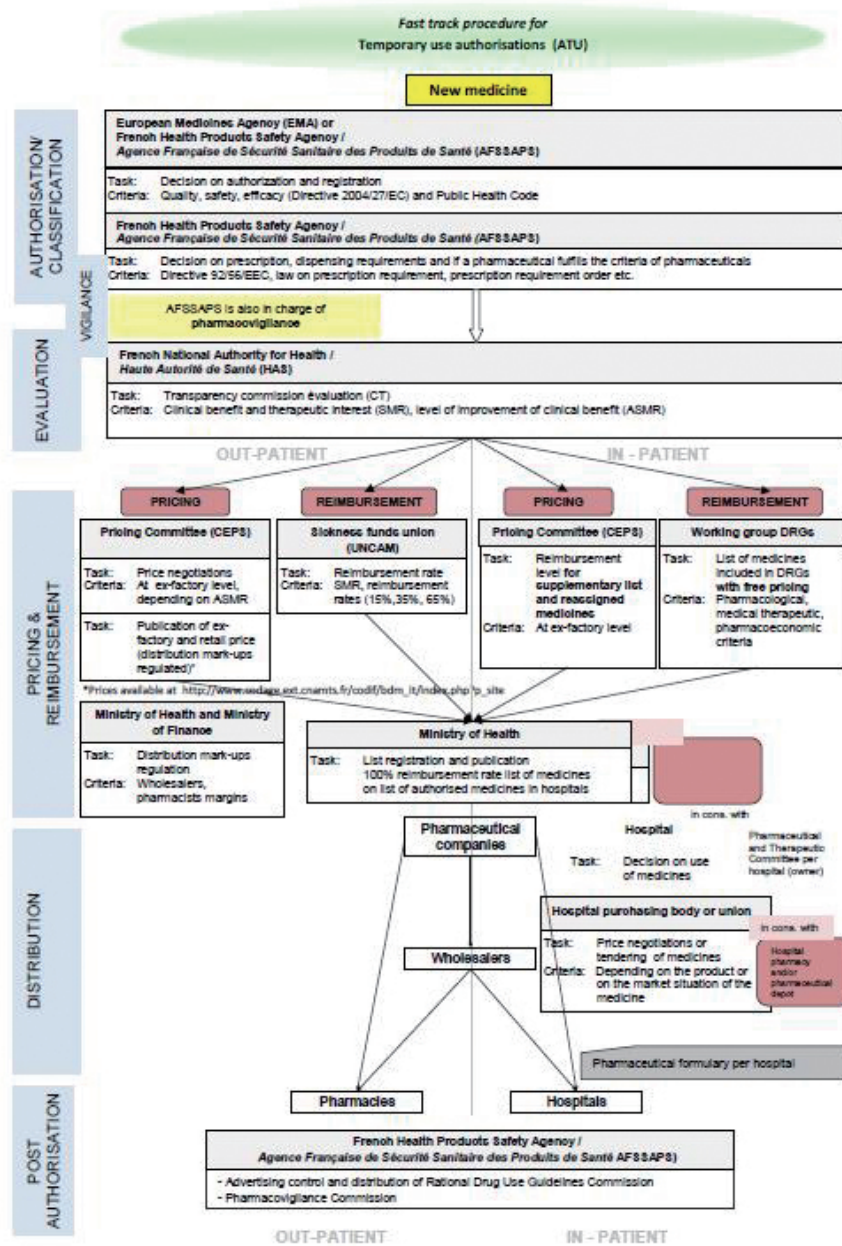 Fast track procedure for
Temporary use authorisations (ATU)
New medicine
AUTHORISATION/
CLASSIFICATION
European Medicines Agency (EMA) or
French Health Products Safety Agency /
Agence Française de Sécurité Sanitaire des Produits de Santé (AFSSAPS)
Task: Decision on authorization and registration
Criteria: Quality, safety, efficacy (Directive 2004/27/EC) and Public Health Code
French Health Products Safety Agency /
Agence Française de Sécurité Sanitaire des Produits de Santé (AFSSAPS)
Task: Decision on prescription, dispensing requirements and if a pharmaceutical fulfils the criteria of pharmaceuticals
Criteria: Directive 92/56/EEC, law on prescription requirement, prescription requirement order etc.
VIGILANCE
AFSSAPS is also in charge of
pharmacovigilance
EVALUATION
French National Authority for Health /
Haute Autorité de Santé (HAS)
Task: Transparency commission évaluation (CT)
Criteria: Clinical benefit and therapeutic interest (SMR), level of improvement of clinical benefit (ASMR)
OUT-PATIENT
IN - PATIENT
PRICING &
REIMBURSEMENT
PRICING
Pricing Committee (CEPS)
Task: Price negotiations
Criteria: At ex-factory level,
depending on ASMR
Task: Publication of ex-
factory and retail price
(distribution mark-ups
regulated)*
REIMBURSEMENT
Sickness funds union
(UNCAM)
Task: Reimbursement rate
Criteria: SMR, reimbursement
rates (15%,35%, 65%)
PRICING
Pricing Committee (CEPS)
Task: Reimbursement
level for
supplementary list
and reassigned
medicines
Criteria: At ex-factory level
REIMBURSEMENT
Working group DRGs
Task: List of medicines
included in DRGs
with free pricing
Criteria: Pharmacological,
medical therapeutic,
pharmacoeconomic
criteria
*Prices available at
Ministry of Health and Ministry
of Finance
Task: Distribution mark-ups
regulation
Criteria: Wholesalers,
pharmacists margins
Ministry of Health
Task: List registration and publication
100% reimbursement rate list of medicines
on list of authorised medicines in hospitals
DISTRIBUTION
Pharmaceutical
companies
Hospital
Task: Decision on use
of medicines
in cons. with
Pharmaceutical
and Therapeutic
Committee per
hospital (owner)
Hospital purchasing body or union
Task: Price negotiations or
tendering of medicines
Criteria: Depending on the product or
on the market situation of the
medicine
in cons. with
Hospital
pharmacy
and/or
pharmaceutical
depot
Wholesalers
Pharmaceutical formulary per hospital
Pharmacies
Hospitals
POST
AUTHORISATION
French Health Products Safety Agency /
Agence Française de Sécurité Sanitaire des Produits de Santé AFSSAPS)
- Advertising control and distribution of Rational Drug Use Guidelines Commission
- Pharmacovigilance Commission
OUT-PATIENT
IN - PATIENT